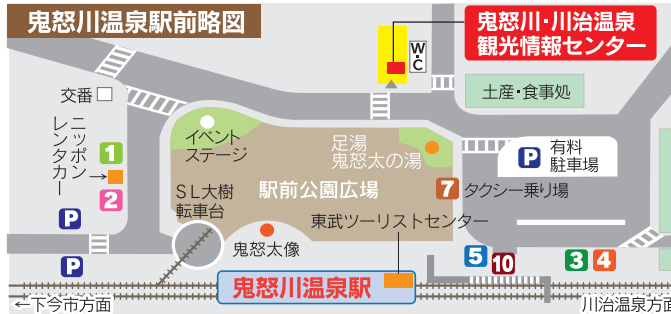 鬼怒川温泉駅前略図
鬼怒川・川治温泉
観光情報センター
W・C
交番
土産・食事処
ニッポン
レンタカー
1
2
イベント
ステージ
足湯
鬼怒太の湯
P
有料
駐車場
駅前公園広場
7
タクシー乗り場
SL大樹
転車台
東武ツーリストセンター
P
P
鬼怒太像
5
10
3
4
鬼怒川温泉駅
←下今市方面
川治温泉方面